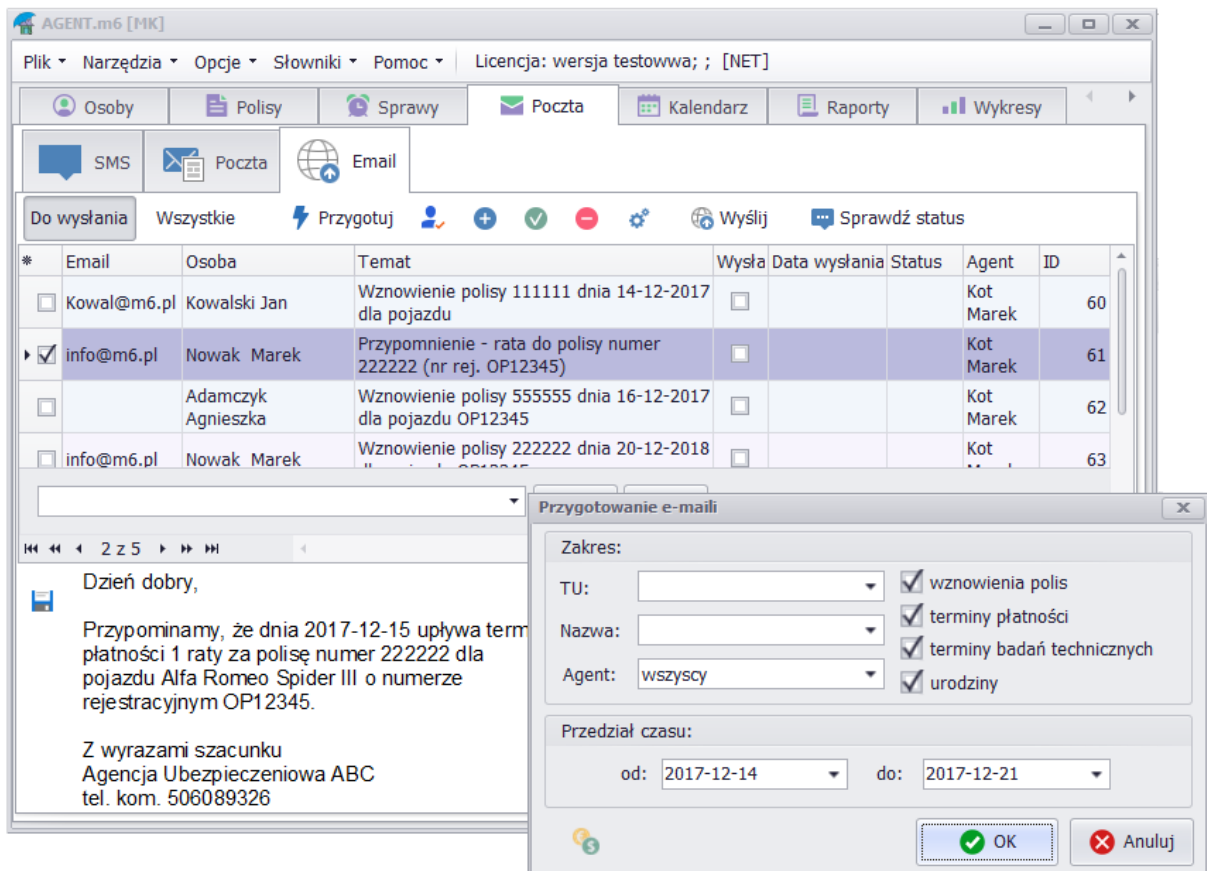 AGENT.m6 [MK]
Plik Narzędzia Opcje Słowniki Pomoc Licencja: wersja testowwa; ; [NET]
Osoby Polisy Sprawy Poczta Kalendarz Raporty Wykresy
SMS Poczta Email
Do wysłania Wszystkie Przygotuj Wyślij Sprawdź status
Email Osoba Temat Wysła Data wysłania Status Agent ID
Kowal@m6.pl Kowalski Jan Wznowienie polisy 111111 dnia 14-12-2017 Kot 60
dla pojazdu Marek
info@m6.pl Nowak Marek Przypomnienie - rata do polisy numer Kot 61
222222 (nr rej. OP12345) Marek
Adamczyk Wznowienie polisy 555555 dnia 16-12-2017 Kot 62
Agnieszka dla pojazdu OP12345 Marek
info@m6.pl Nowak Marek Wznowienie polisy 222222 dnia 20-12-2018 Kot 63
2 z 5
Dzień dobry,
Przypominamy, że dnia 2017-12-15 upływa term
płatności 1 raty za polisę numer 222222 dla
pojazdu Alfa Romeo Spider III o numerze
rejestracyjnym OP12345.
Z wyrazami szacunku
Agencja Ubezpieczeniowa ABC
tel. kom. 506089326
Przygotowanie e-maili
Zakres:
TU: wznowienia polis
terminy płatności
Nazwa:
terminy badań technicznych
Agent: wszyscy urodziny
Przedział czasu:
od: 2017-12-14 do: 2017-12-21
OK Anuluj